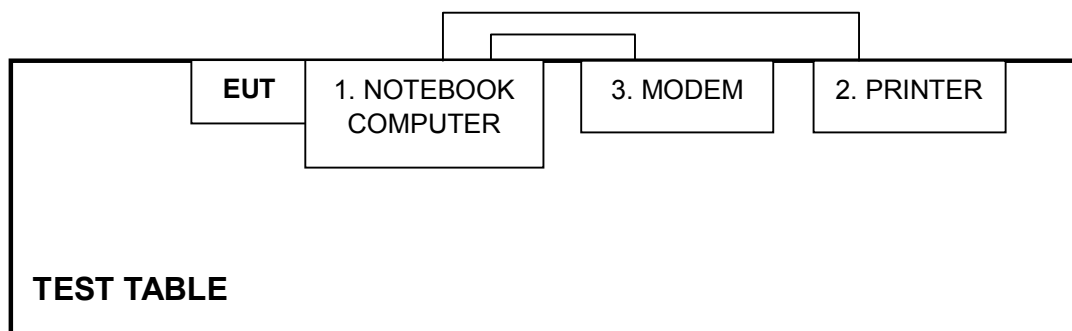 EUT
1. NOTEBOOK
COMPUTER
3. MODEM
2. PRINTER
TEST TABLE